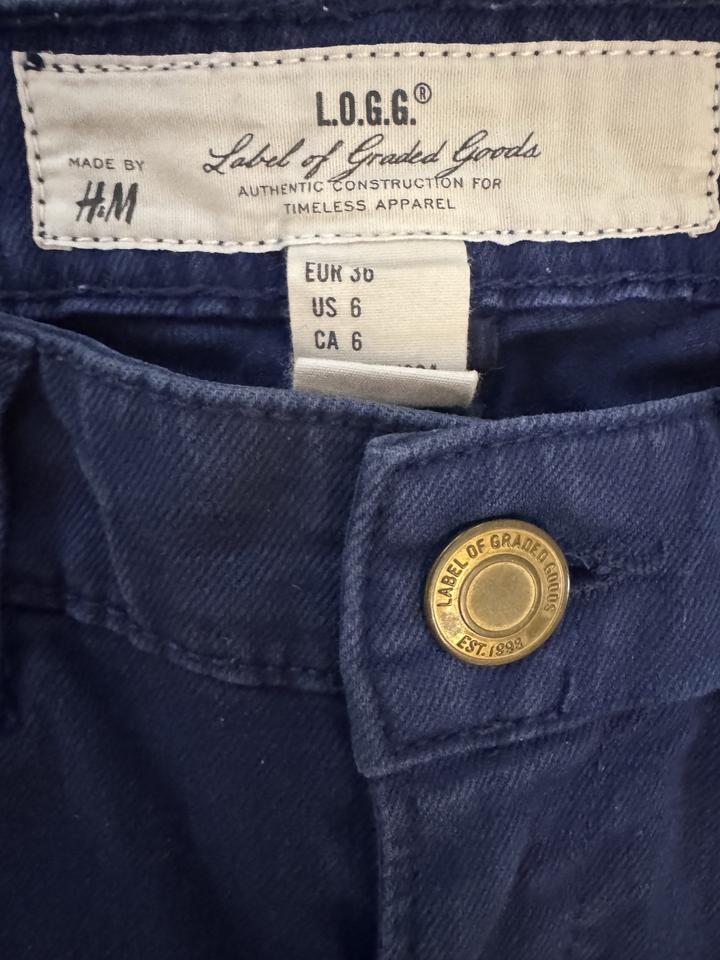 L.O.G.G.®
Label of Graded Goods
MADE BY
H&M
AUTHENTIC CONSTRUCTION FOR
TIMELESS APPAREL
EUR 36
US 6
CA 6
LABEL OF GRADED GOODS
EST. 1898